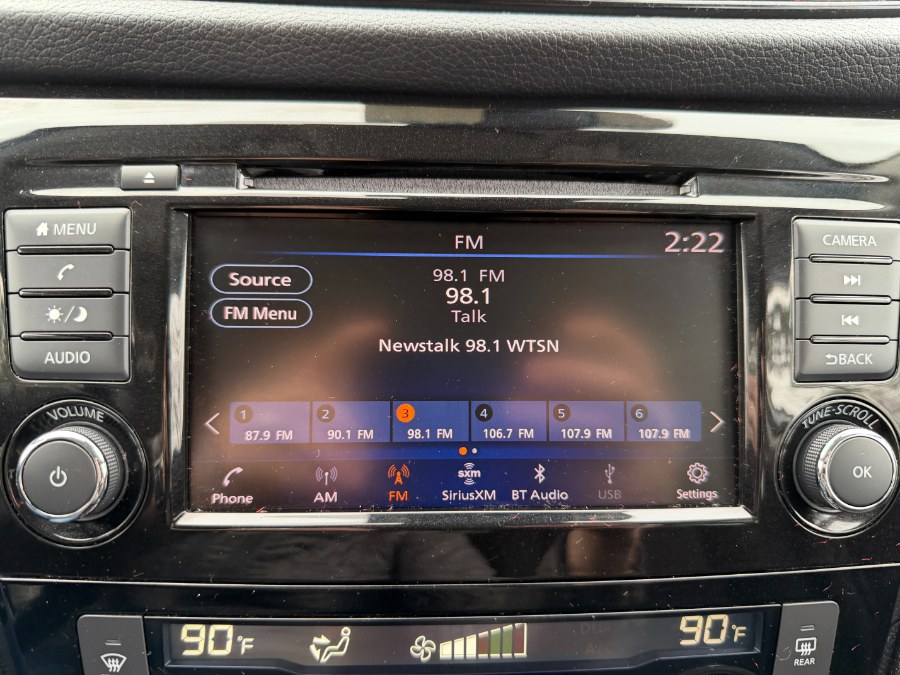 FM
2:22
MENU
CAMERA
Source
98.1 FM
98.1
FM Menu
Talk
Newstalk 98.1 WTSN
AUDIO
BACK
VOLUME
TUNE-SCROLL
1 2 3 4 5 6
87.9 FM 90.1 FM 98.1 FM 106.7 FM 107.9 FM 107.9 FM
OK
sxm
Phone AM FM SiriusXM BT Audio USB Settings
90°F
90°F
REAR